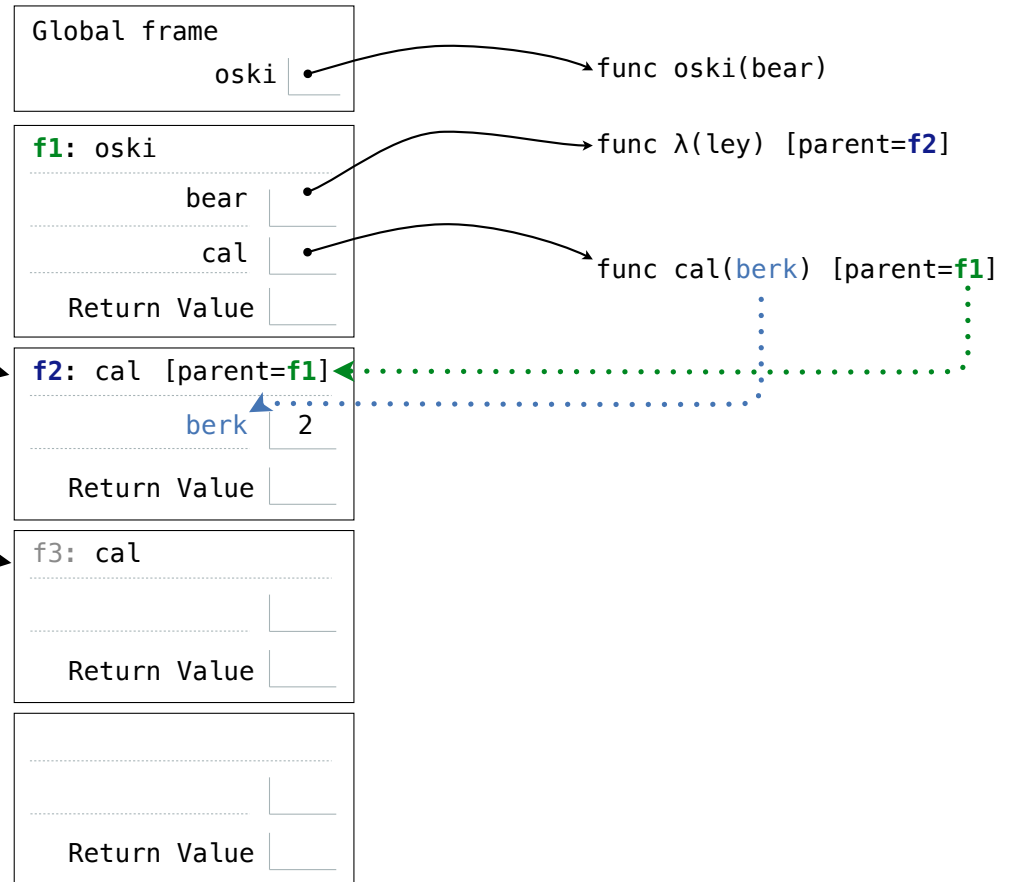 Global frame
oski
func oski(bear)
f1: oski
func λ(ley) [parent=f2]
bear
cal
func cal(berk) [parent=f1]
Return Value
f2: cal [parent=f1]
berk 2
Return Value
f3: cal
Return Value
Return Value